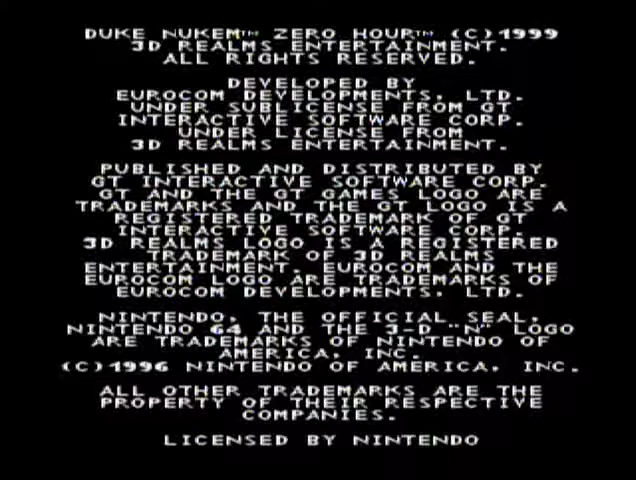 DUKE NUKEM™ ZERO HOUR™ (C)1999
3D REALMS ENTERTAINMENT.
ALL RIGHTS RESERVED.
DEVELOPED BY
EUROCOM DEVELOPMENTS, LTD.
UNDER SUBLICENSE FROM GT
INTERACTIVE SOFTWARE CORP.
UNDER LICENSE FROM
3D REALMS ENTERTAINMENT.
PUBLISHED AND DISTRIBUTED BY
GT INTERACTIVE SOFTWARE CORP.
GT AND THE GT GAMES LOGO ARE
TRADEMARKS AND THE GT LOGO IS A
REGISTERED TRADEMARK OF GT
INTERACTIVE SOFTWARE CORP.
3D REALMS LOGO IS A REGISTERED
TRADEMARK OF 3D REALMS
ENTERTAINMENT. EUROCOM AND THE
EUROCOM LOGO ARE TRADEMARKS OF
EUROCOM DEVELOPMENTS, LTD.
NINTENDO, THE OFFICIAL SEAL,
NINTENDO 64 AND THE 3-D "N" LOGO
ARE TRADEMARKS OF NINTENDO OF
AMERICA, INC.
(C)1996 NINTENDO OF AMERICA, INC.
ALL OTHER TRADEMARKS ARE THE
PROPERTY OF THEIR RESPECTIVE
COMPANIES.
LICENSED BY NINTENDO